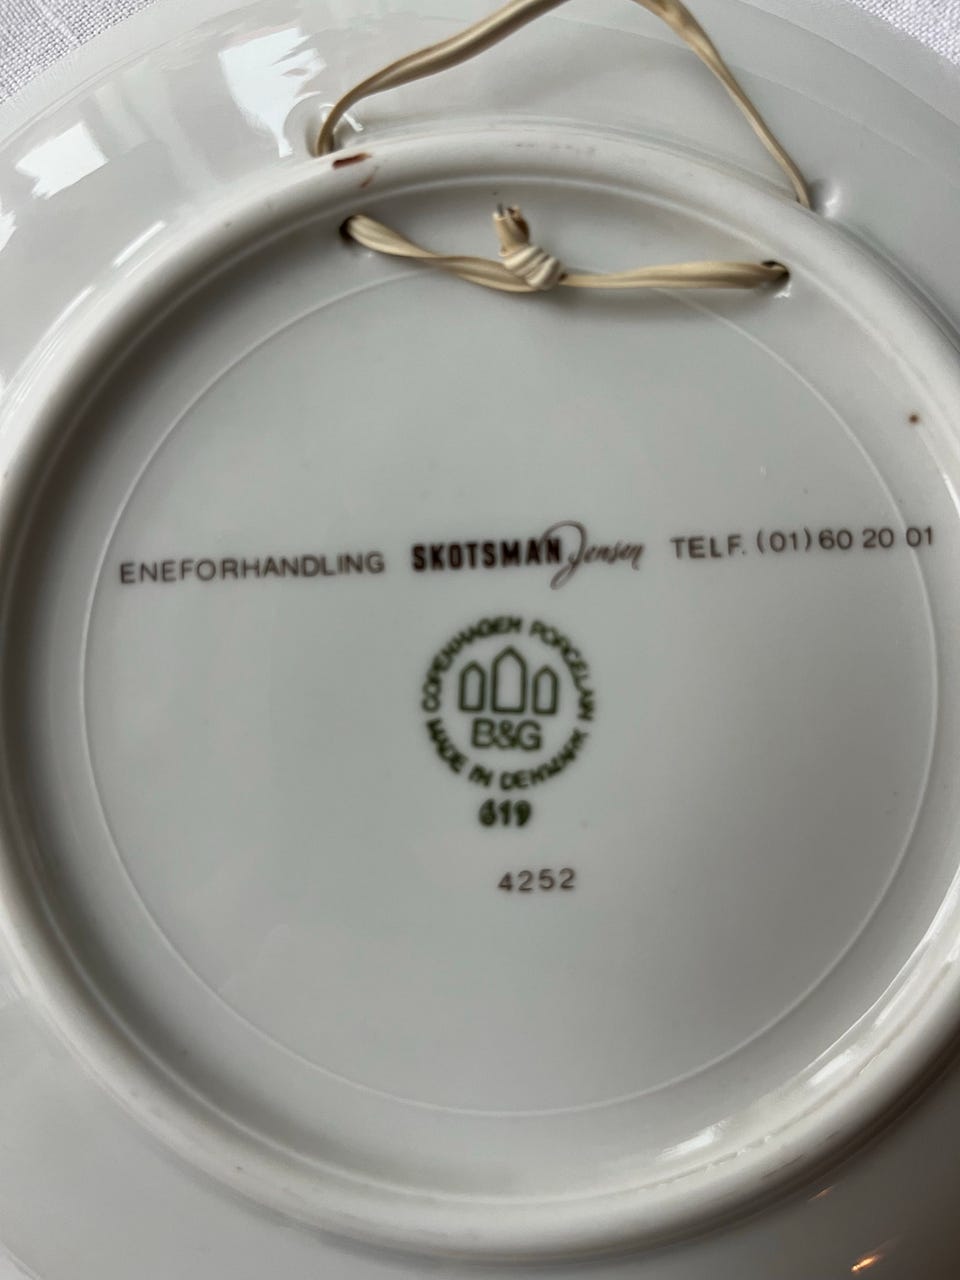 ENEFORHANDLING SKOTSMAN Jensen TELF. (01) 60 20 01
COPENHAGEN PORCELAIN
B&G
MADE IN DENMARK
619
4252